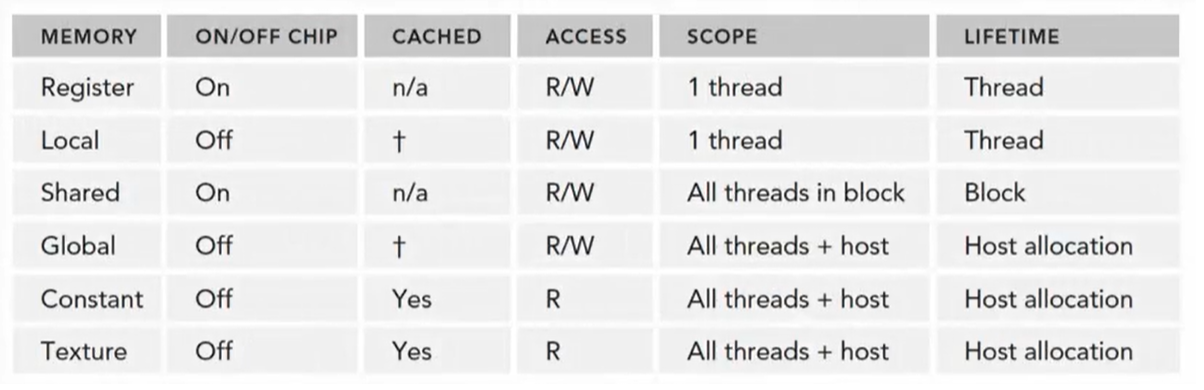 MEMORY ON/OFF CHIP CACHED ACCESS SCOPE LIFETIME
Register On n/a R/W 1 thread Thread
Local Off † R/W 1 thread Thread
Shared On n/a R/W All threads in block Block
Global Off † R/W All threads + host Host allocation
Constant Off Yes R All threads + host Host allocation
Texture Off Yes R All threads + host Host allocation